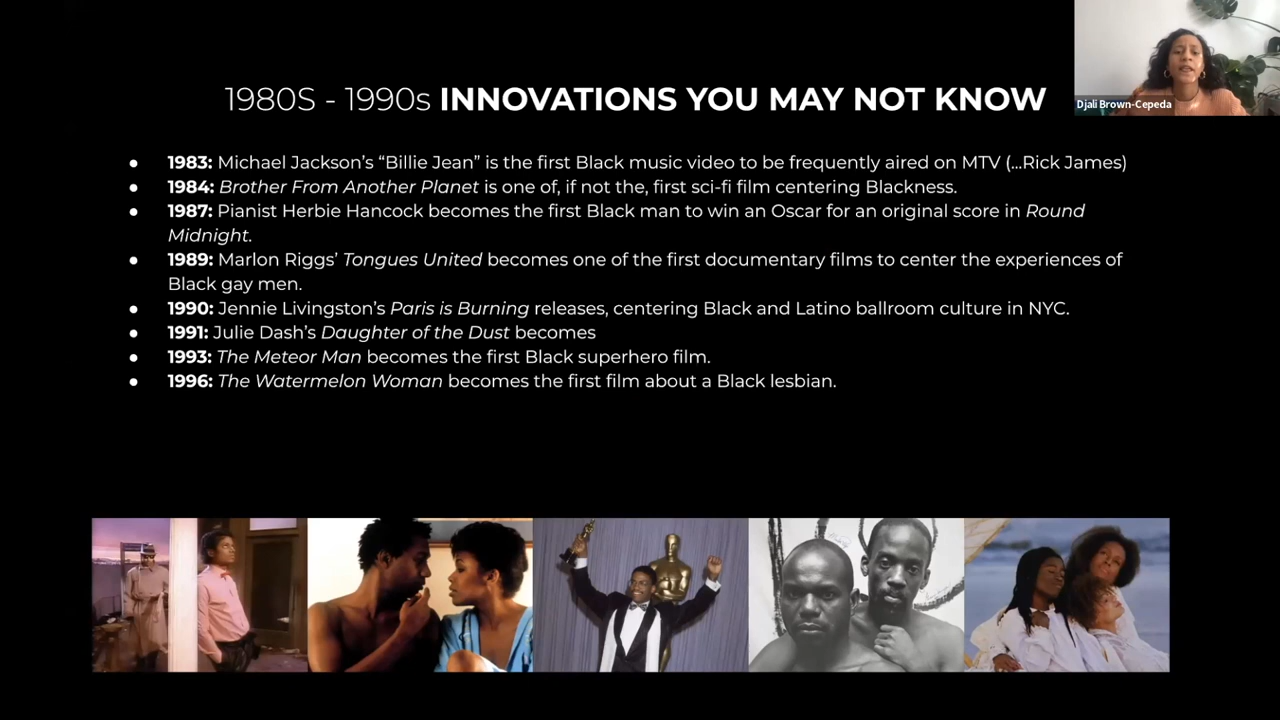 1980S - 1990s INNOVATIONS YOU MAY NOT KNOW
Djali Brown-Cepeda
● 1983: Michael Jackson's “Billie Jean” is the first Black music video to be frequently aired on MTV (...Rick James)
● 1984: Brother From Another Planet is one of, if not the, first sci-fi film centering Blackness.
● 1987: Pianist Herbie Hancock becomes the first Black man to win an Oscar for an original score in Round
Midnight.
● 1989: Marlon Riggs’ Tongues United becomes one of the first documentary films to center the experiences of
Black gay men.
● 1990: Jennie Livingston’s Paris is Burning releases, centering Black and Latino ballroom culture in NYC.
● 1991: Julie Dash’s Daughter of the Dust becomes
● 1993: The Meteor Man becomes the first Black superhero film.
● 1996: The Watermelon Woman becomes the first film about a Black lesbian.